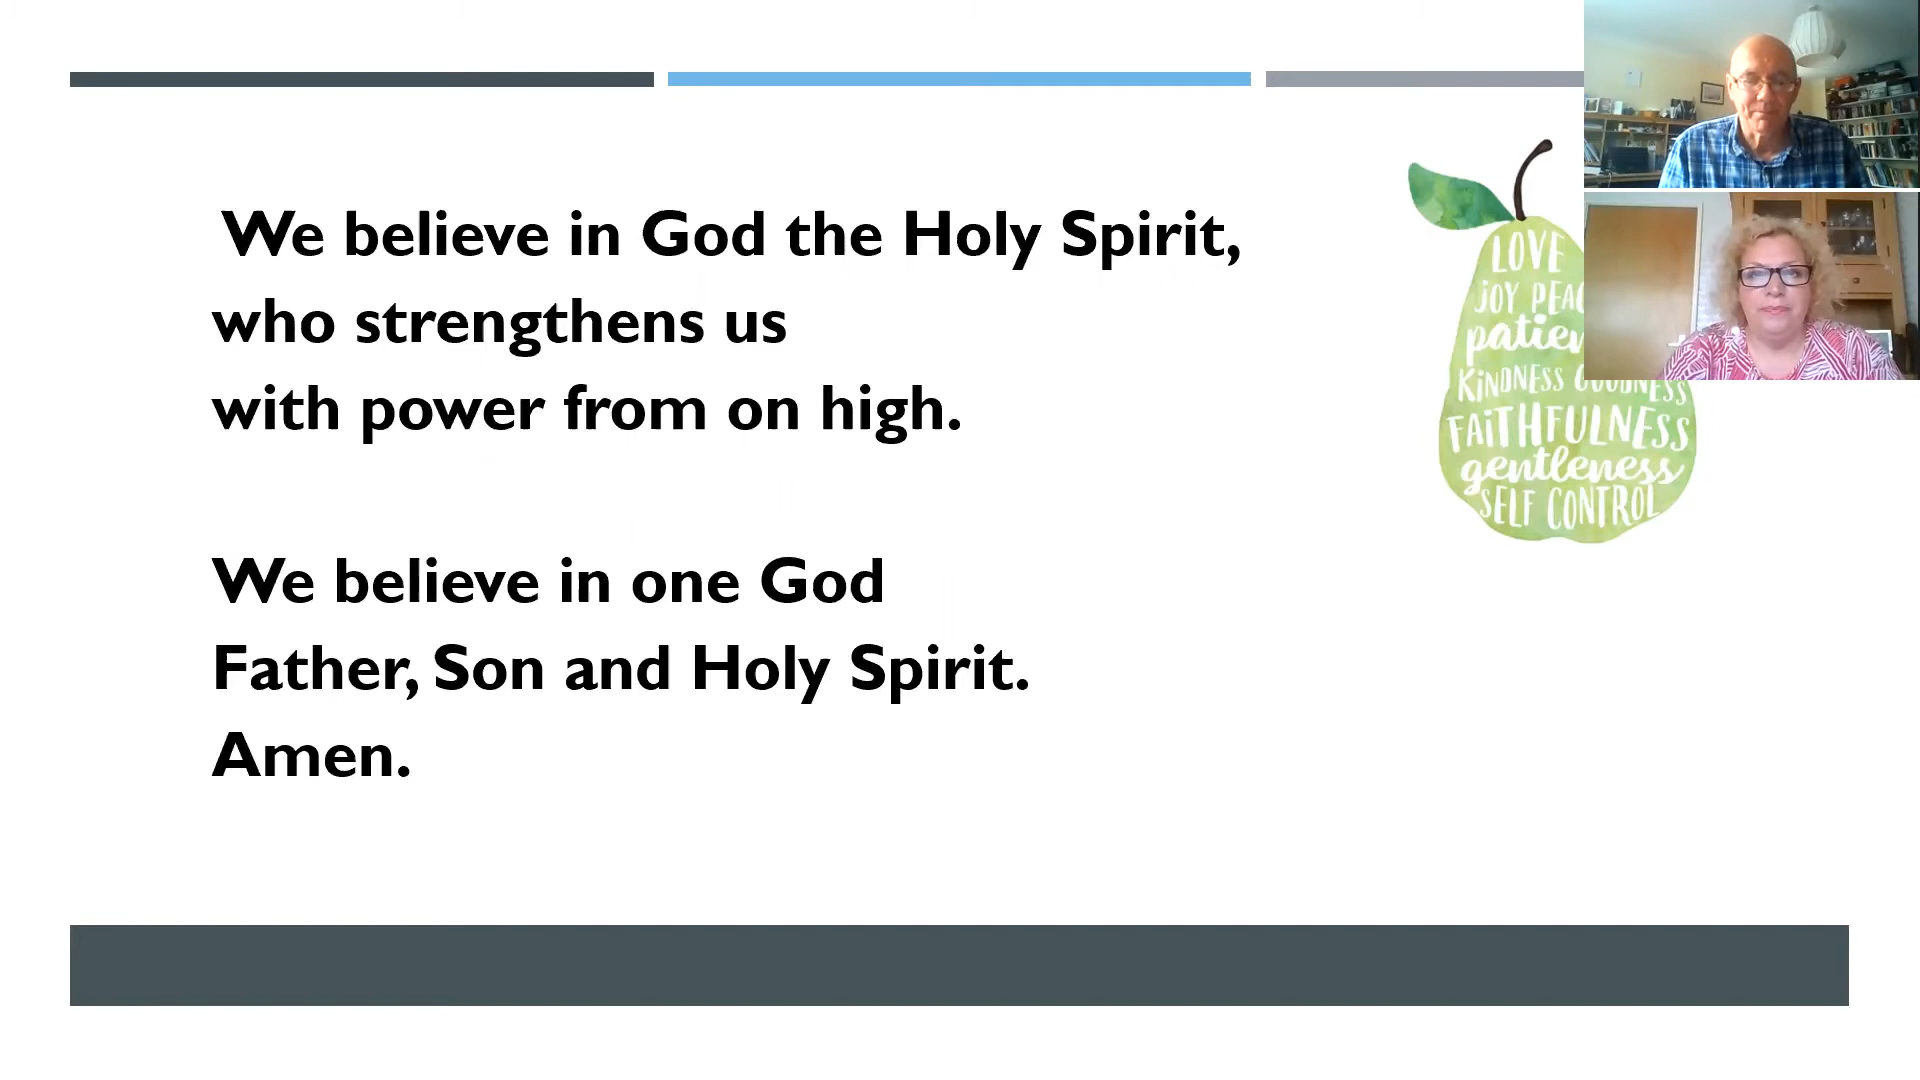 We believe in God the Holy Spirit,
who strengthens us
with power from on high.
We believe in one God
Father, Son and Holy Spirit.
Amen.
LOVE
JOY
KiNDNESS
FAiTHFULNESS
gentleness
SELF CONTROL